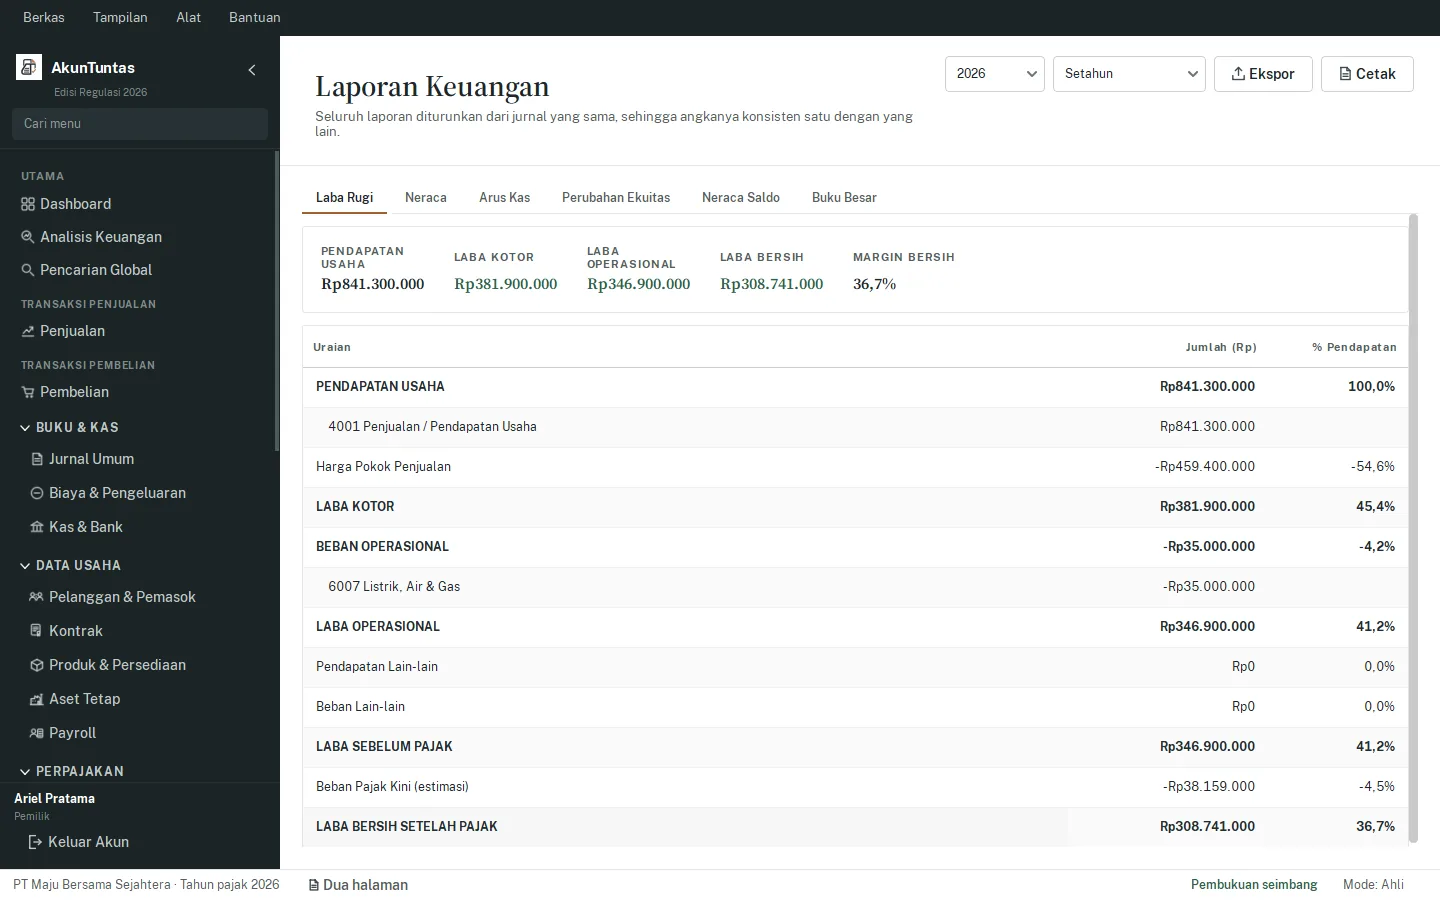 Berkas Tampilan Alat Bantuan
AkunTuntas
Edisi Regulasi 2026
Cari menu
UTAMA
Dashboard
Analisis Keuangan
Pencarian Global
TRANSAKSI PENJUALAN
Penjualan
TRANSAKSI PEMBELIAN
Pembelian
BUKU & KAS
Jurnal Umum
Biaya & Pengeluaran
Kas & Bank
DATA USAHA
Pelanggan & Pemasok
Kontrak
Produk & Persediaan
Aset Tetap
Payroll
PERPAJAKAN
Ariel Pratama
Pemilik
Keluar Akun
Laporan Keuangan
Seluruh laporan diturunkan dari jurnal yang sama, sehingga angkanya konsisten satu dengan yang
lain.
2026 Setahun Ekspor Cetak
Laba Rugi Neraca Arus Kas Perubahan Ekuitas Neraca Saldo Buku Besar
PENDAPATAN
USAHA
Rp841.300.000
LABA KOTOR
Rp381.900.000
LABA
OPERASIONAL
Rp346.900.000
LABA BERSIH
Rp308.741.000
MARGIN BERSIH
36,7%
Uraian Jumlah (Rp) % Pendapatan
PENDAPATAN USAHA Rp841.300.000 100,0%
4001 Penjualan / Pendapatan Usaha Rp841.300.000
Harga Pokok Penjualan -Rp459.400.000 -54,6%
LABA KOTOR Rp381.900.000 45,4%
BEBAN OPERASIONAL -Rp35.000.000 -4,2%
6007 Listrik, Air & Gas -Rp35.000.000
LABA OPERASIONAL Rp346.900.000 41,2%
Pendapatan Lain-lain Rp0 0,0%
Beban Lain-lain Rp0 0,0%
LABA SEBELUM PAJAK Rp346.900.000 41,2%
Beban Pajak Kini (estimasi) -Rp38.159.000 -4,5%
LABA BERSIH SETELAH PAJAK Rp308.741.000 36,7%
PT Maju Bersama Sejahtera · Tahun pajak 2026 Dua halaman Pembukuan seimbang Mode: Ahli